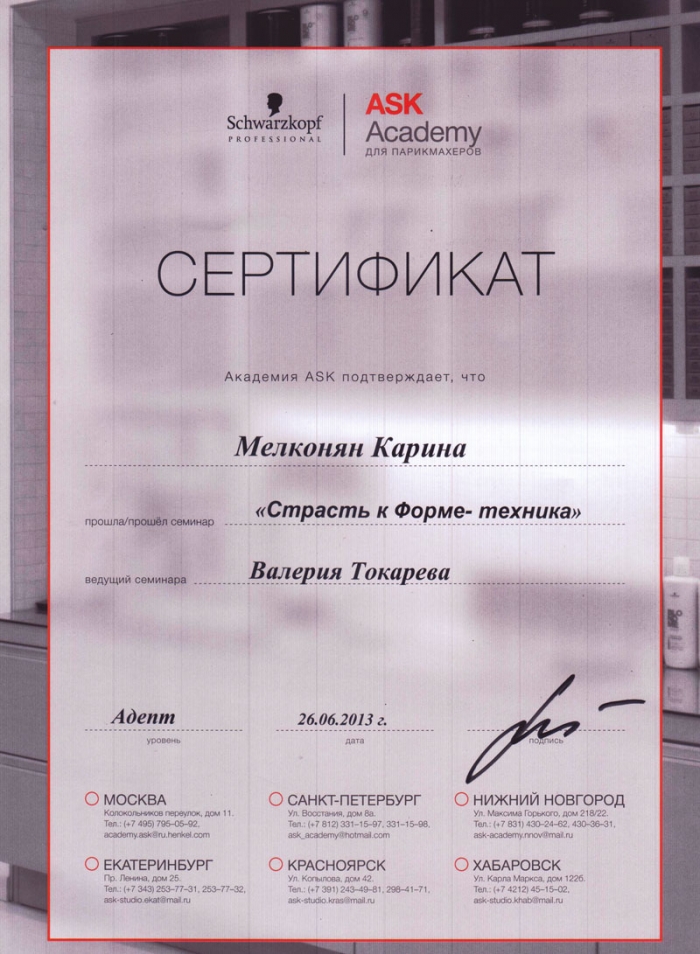 Schwarzkopf
PROFESSIONAL
ASK
Academy
ДЛЯ ПАРИКМАХЕРОВ
СЕРТИФИКАТ
Академия ASK подтверждает, что
Мелконян Карина
прошла/прошёл семинар «Страсть к Форме- техника»
ведущий семинара Валерия Токарева
Адепт 26.06.2013 г.
уровень дата подпись
МОСКВА
Колокольников переулок, дом 11.
Тел.: (+7 495) 795–05–92,
academy.ask@ru.henkel.com
САНКТ-ПЕТЕРБУРГ
Ул. Восстания, дом 8а.
Тел.: (+7 812) 331–15–97, 331–15–98,
ask_academy@hotmail.com
НИЖНИЙ НОВГОРОД
Ул. Максима Горького, дом 218/22.
Тел.: (+7 831) 430–24–62, 430–36–31,
ask-academy.nnov@mail.ru
ЕКАТЕРИНБУРГ
Пр. Ленина, дом 25.
Тел.: (+7 343) 253–77–31, 253–77–32,
ask-studio.ekat@mail.ru
КРАСНОЯРСК
Ул. Копылова, дом 42.
Тел.: (+7 391) 243–49–81, 298–41–71,
ask-studio.kras@mail.ru
ХАБАРОВСК
Ул. Карла Маркса, дом 122б.
Тел.: (+7 4212) 45–15–02,
ask-studio.khab@mail.ru